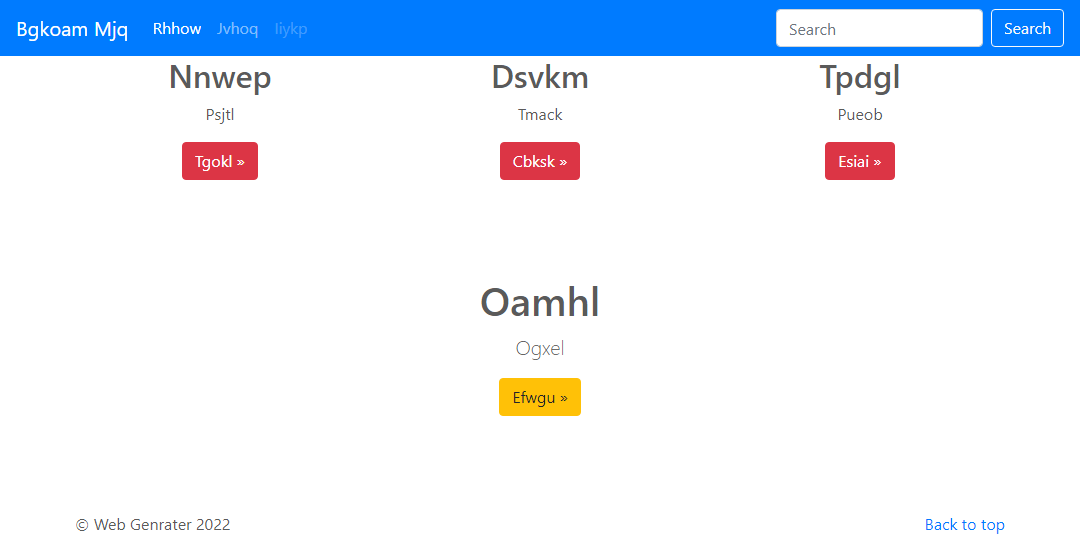 Bgkoam Mjq Rhhow Jvhoq Iiykp Search Search
Nnwep Dsvkm Tpdgl
Psjtl Tmack Pueob
Tgokl » Cbksk » Esiai »
Oamhl
Ogxel
Efwgu »
© Web Genrater 2022 Back to top